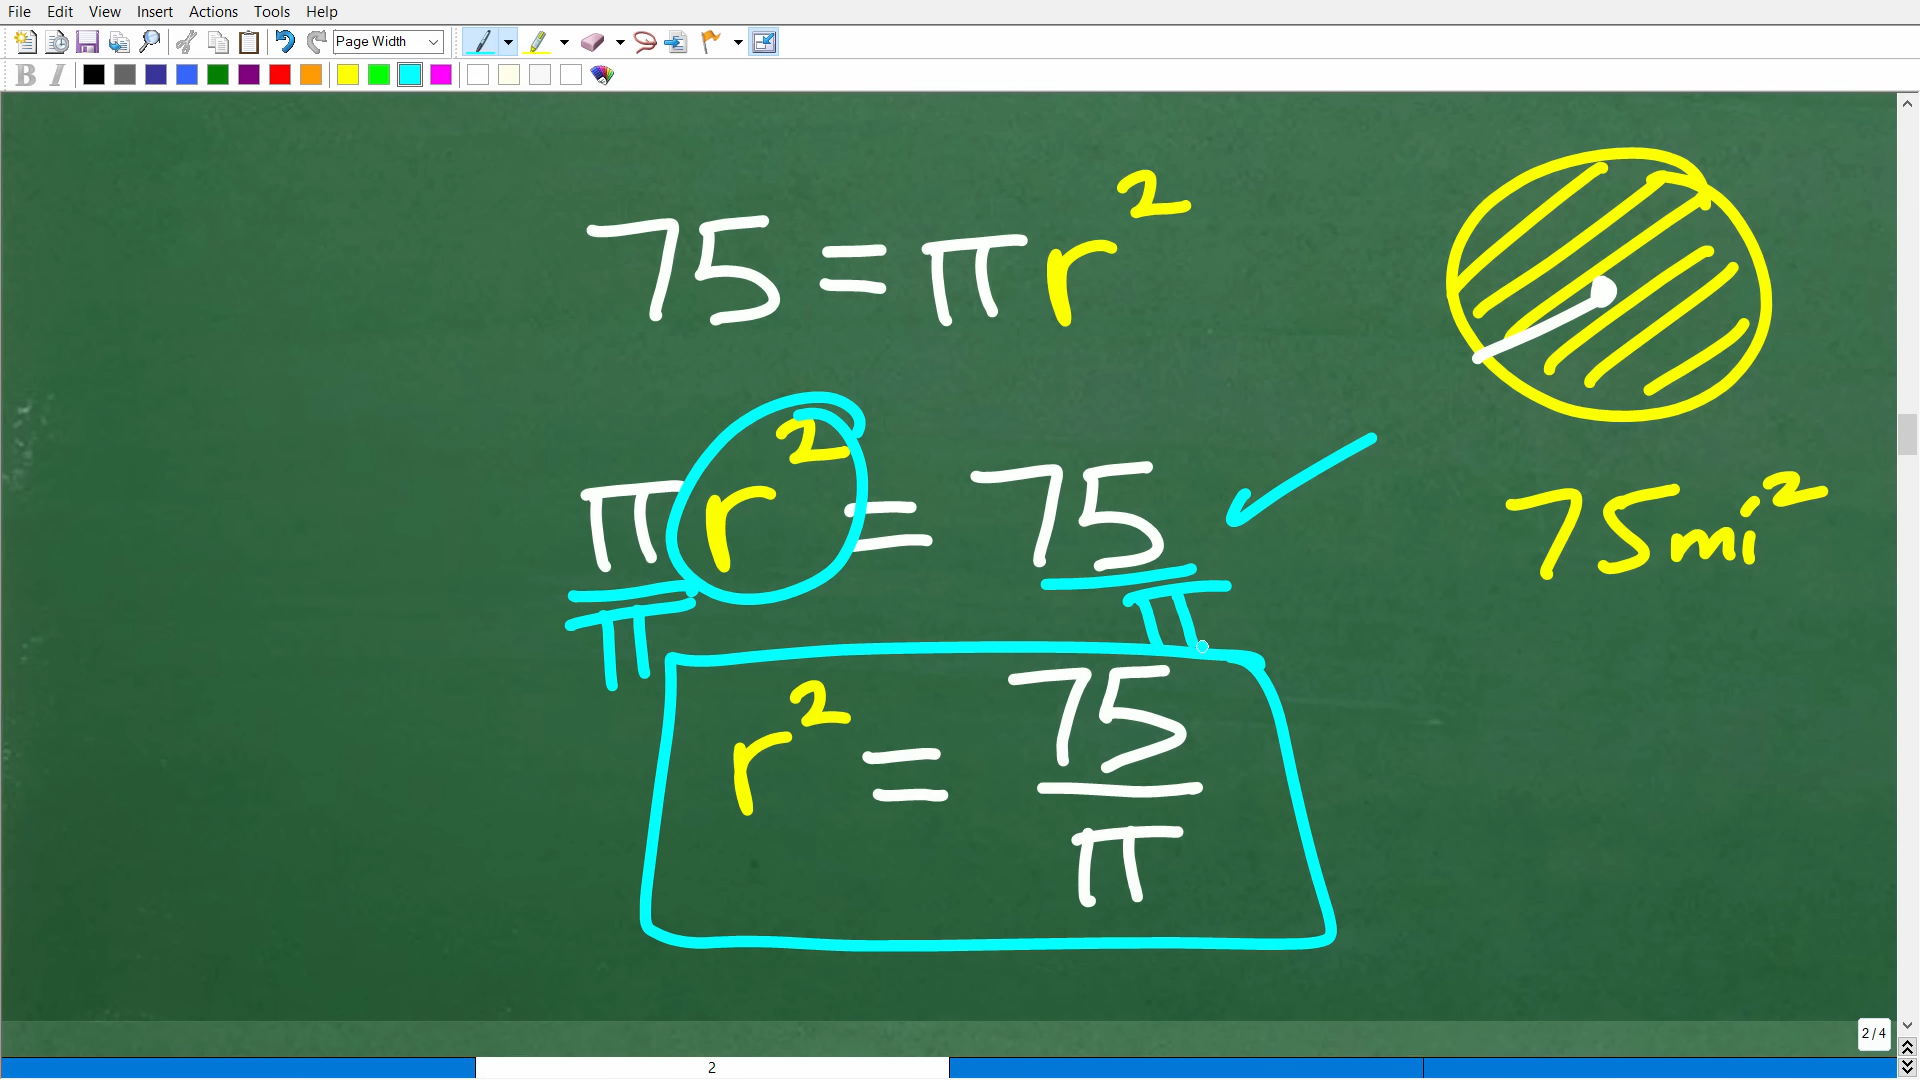 File Edit View Insert Actions Tools Help
Page Width
B I
75 = πr²
πr² = 75
π π
r² = 75
π
75mi²
2 / 4
2